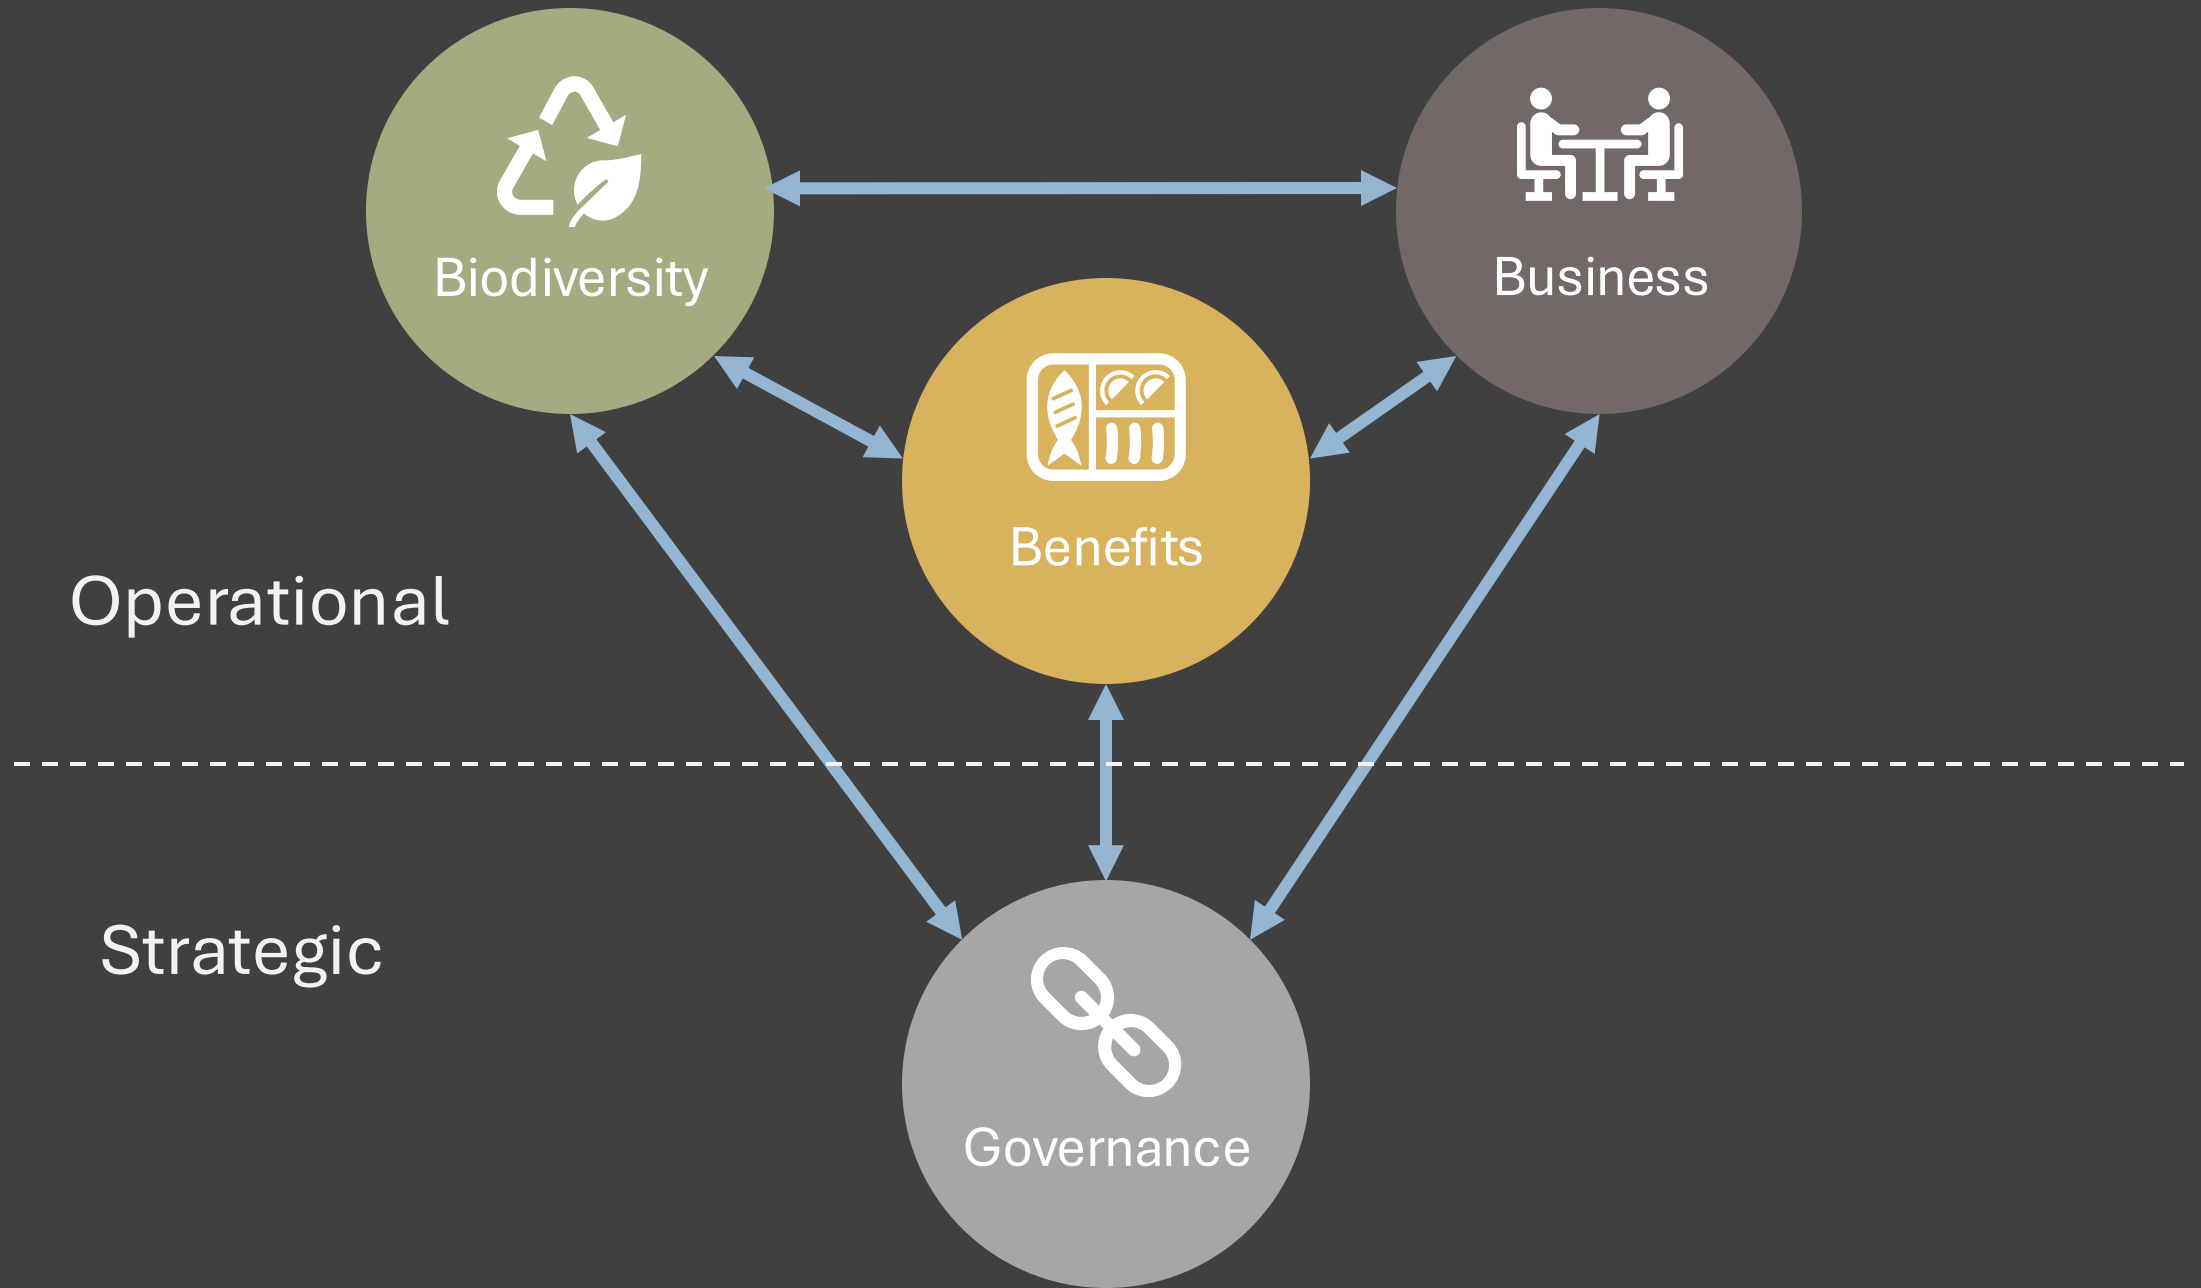 Biodiversity
Business
Benefits
Operational
Strategic
Governance